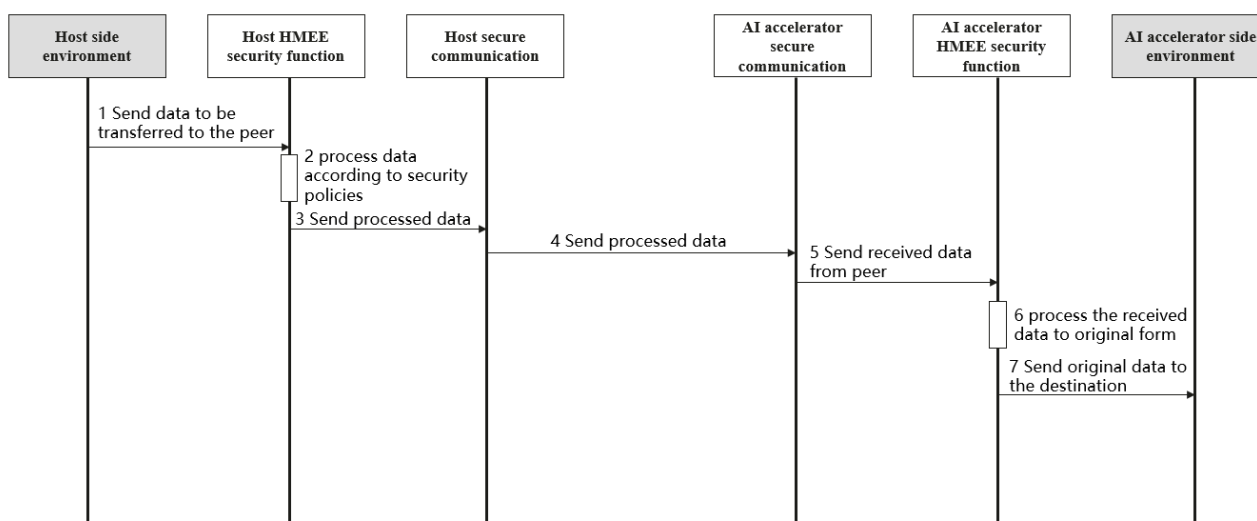 Host side
environment
Host HMEE
security function
Host secure
communication
AI accelerator
secure
communication
AI accelerator
HMEE security
function
AI accelerator side
environment
1 Send data to be
transferred to the peer
2 process data
according to security
policies
3 Send processed data
4 Send processed data
5 Send received data
from peer
6 process the received
data to original form
7 Send original data to
the destination